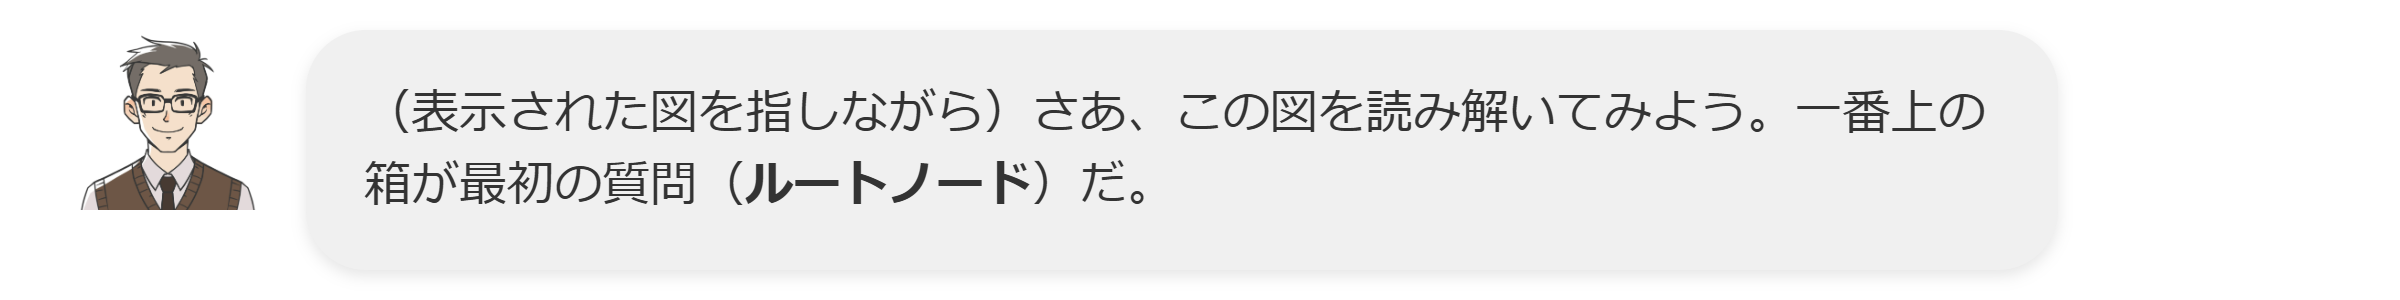 （表示された図を指しながら）さあ、この図を読み解いてみよう。一番上の
箱が最初の質問（ルートノード）だ。